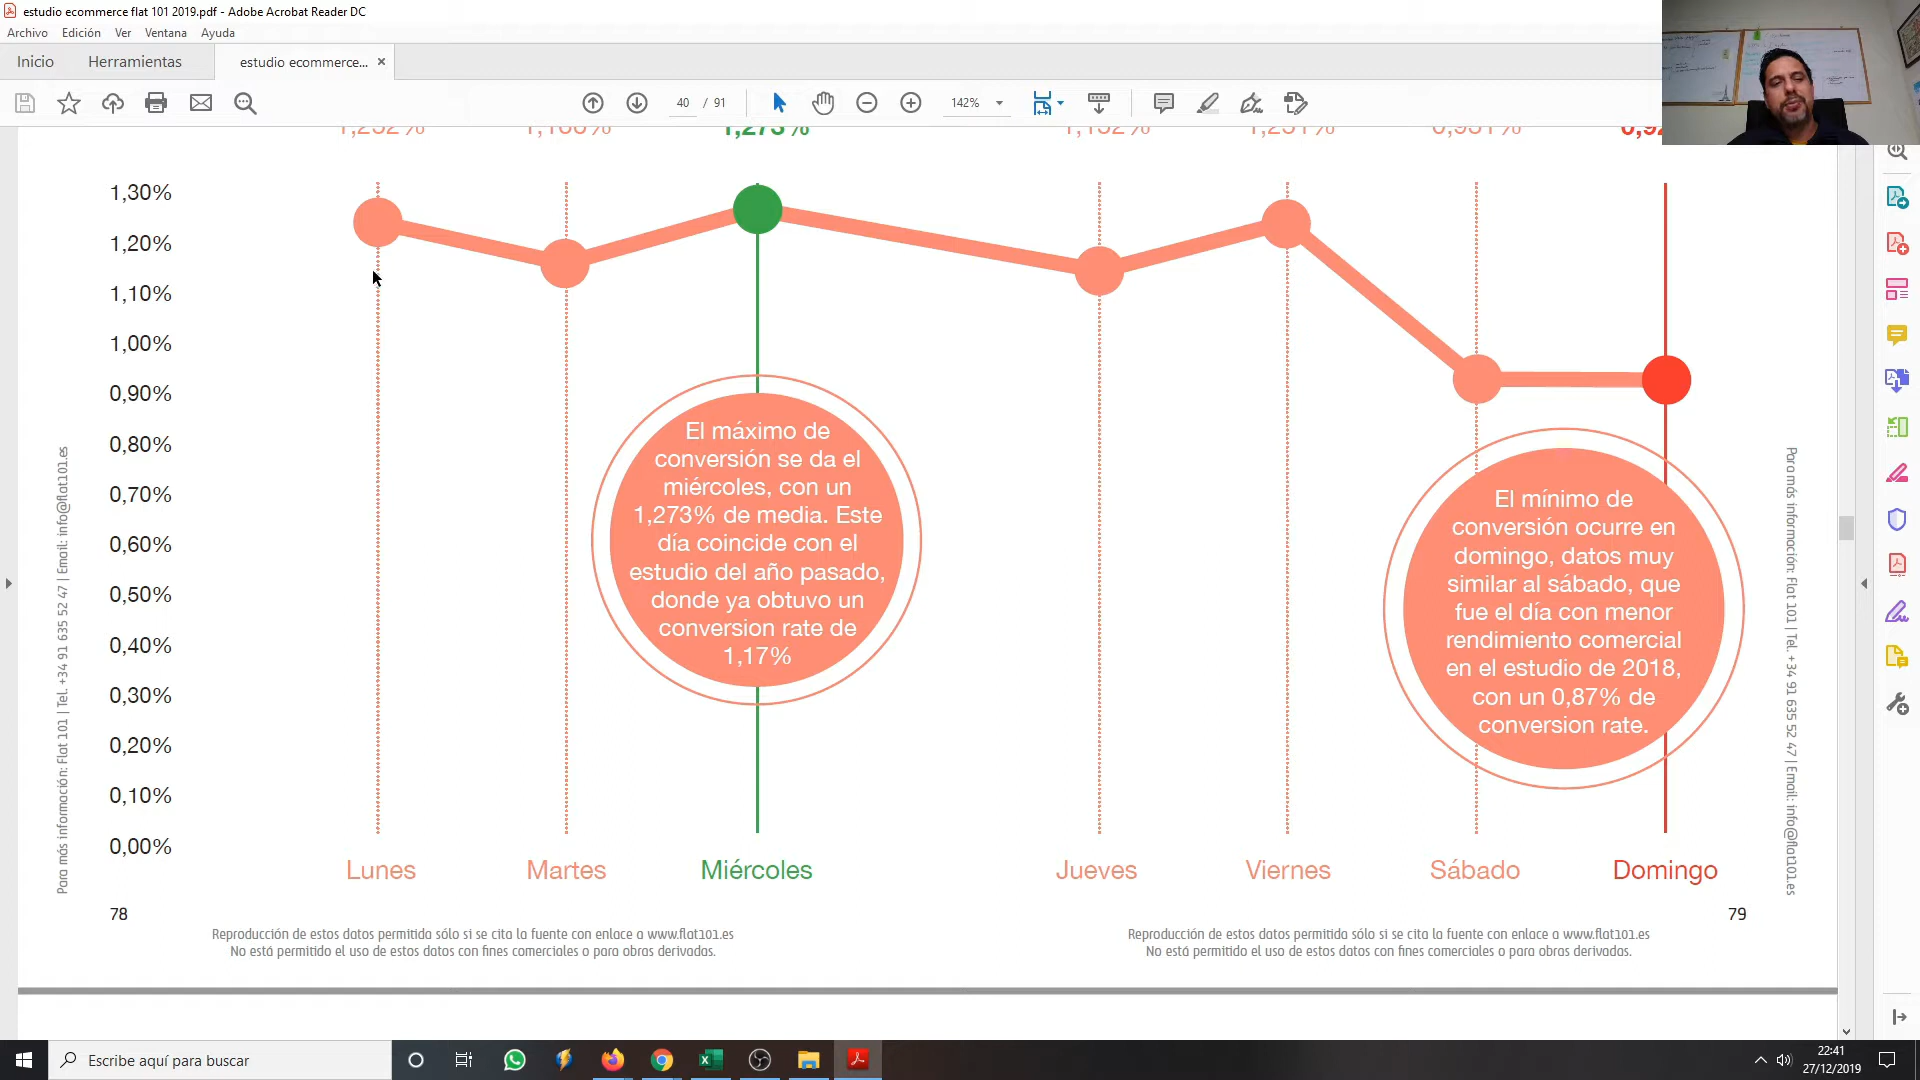 estudio ecommerce flat 101 2019.pdf - Adobe Acrobat Reader DC
Archivo Edición Ver Ventana Ayuda
Inicio Herramientas estudio ecommerce... ×
40 / 91 142%
1,273%
1,30%
1,20%
1,10%
1,00%
0,90%
0,80%
0,70%
0,60%
0,50%
0,40%
0,30%
0,20%
0,10%
0,00%
El máximo de
conversión se da el
miércoles, con un
1,273% de media. Este
día coincide con el
estudio del año pasado,
donde ya obtuvo un
conversion rate de
1,17%
El mínimo de
conversión ocurre en
domingo, datos muy
similar al sábado, que
fue el día con menor
rendimiento comercial
en el estudio de 2018,
con un 0,87% de
conversion rate.
Lunes Martes Miércoles Jueves Viernes Sábado Domingo
Para más información: Flat 101 | Tel. +34 91 635 52 47 | Email: info@flat101.es
Para más información: Flat 101 | Tel. +34 91 635 52 47 | Email: info@flat101.es
78
79
Reproducción de estos datos permitida sólo si se cita la fuente con enlace a www.flat101.es
No está permitido el uso de estos datos con fines comerciales o para obras derivadas.
Reproducción de estos datos permitida sólo si se cita la fuente con enlace a www.flat101.es
No está permitido el uso de estos datos con fines comerciales o para obras derivadas.
Escribe aquí para buscar
22:41
27/12/2019